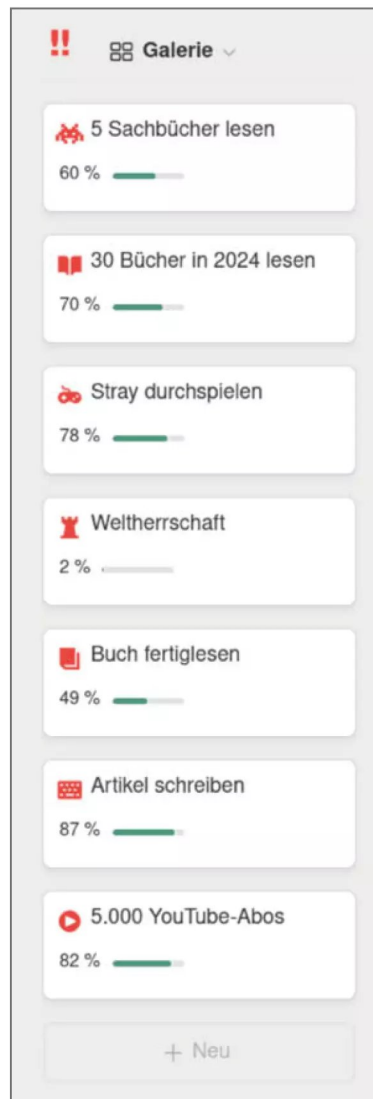 ‼ Galerie
5 Sachbücher lesen
60 %
30 Bücher in 2024 lesen
70 %
Stray durchspielen
78 %
Weltherrschaft
2 %
Buch fertiglesen
49 %
Artikel schreiben
87 %
5.000 YouTube-Abos
82 %
+ Neu